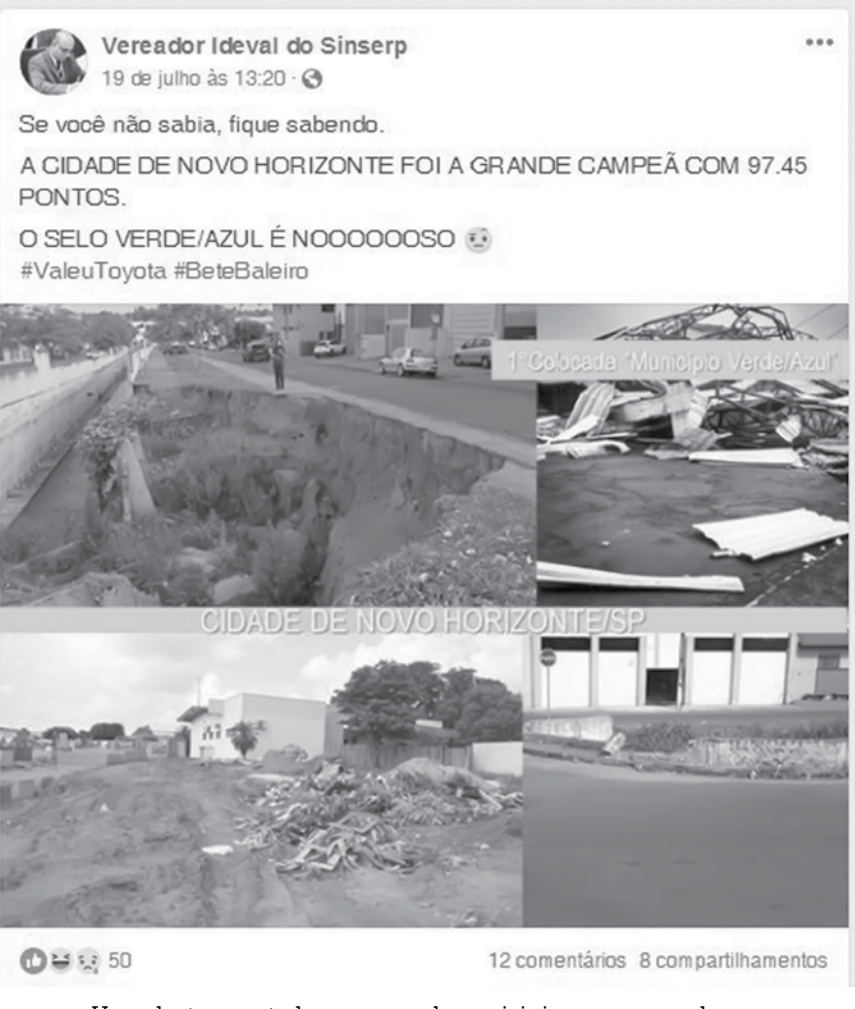 Vereador Ideval do Sinserp
19 de julho às 13:20 ·
Se você não sabia, fique sabendo.
A CIDADE DE NOVO HORIZONTE FOI A GRANDE CAMPEÃ COM 97.45
PONTOS.
O SELO VERDE/AZUL É NOOOOOOSO
#ValeuToyota #BeteBaleiro
1ªColocada "Município Verde/Azul"
CIDADE DE NOVO HORIZONTE/SP
50
12 comentários 8 compartilhamentos